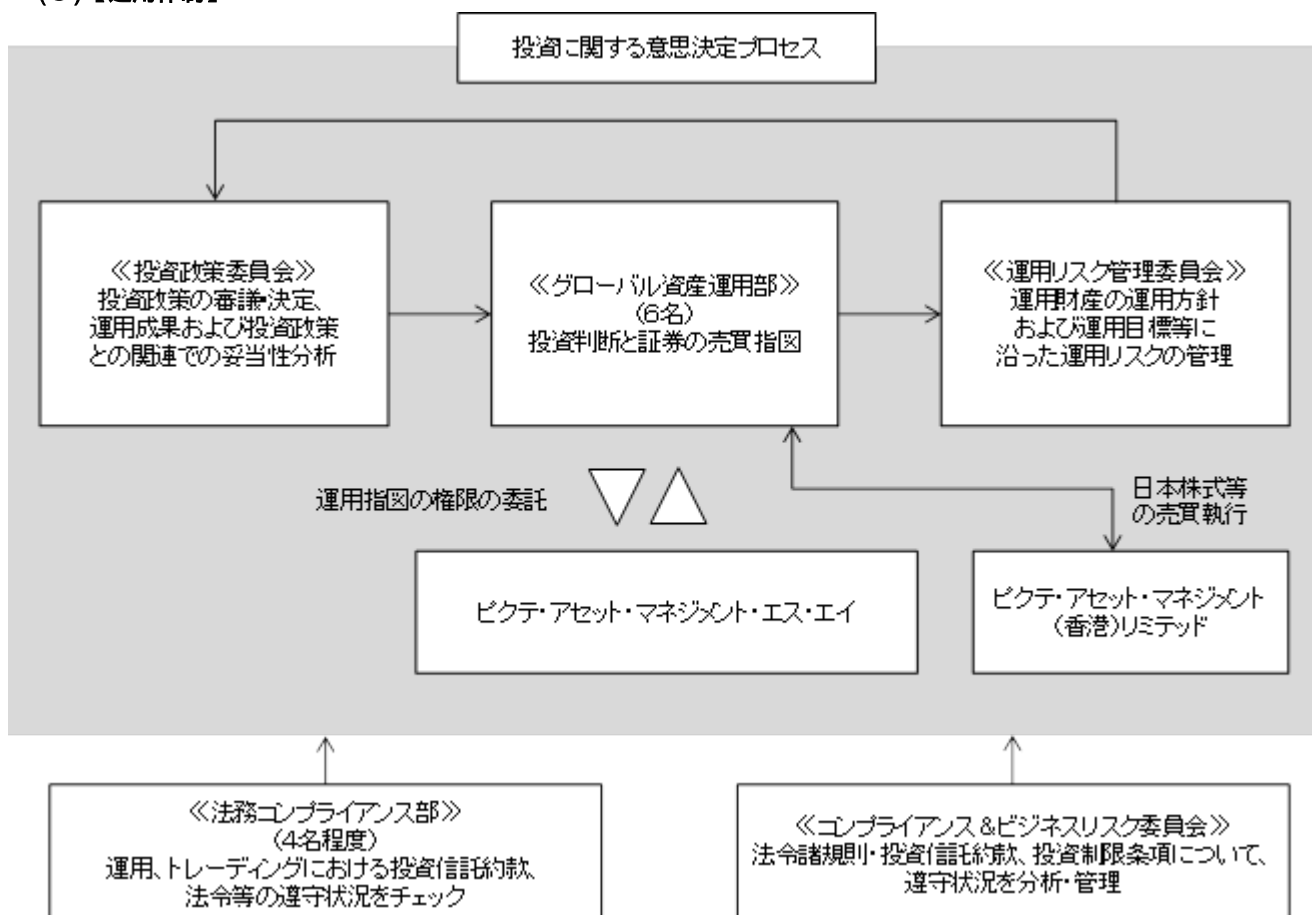 投資に関する意思決定プロセス
≪投資政策委員会≫
投資政策の審議・決定、
運用成果および投資政策
との関連での妥当性分析
≪グローバル資産運用部≫
(6名)
投資判断と証券の売買指図
≪運用リスク管理委員会≫
運用財産の運用方針
および運用目標等に
沿った運用リスクの管理
運用指図の権限の委託
日本株式等
の売買執行
ピクテ・アセット・マネジメント・エス・エイ
ピクテ・アセット・マネジメント
(香港)リミテッド
≪法務コンプライアンス部≫
(4名程度)
運用、トレーディングにおける投資信託約款、
法令等の遵守状況をチェック
≪コンプライアンス&ビジネスリスク委員会≫
法令諸規則・投資信託約款、投資制限条項について、
遵守状況を分析・管理